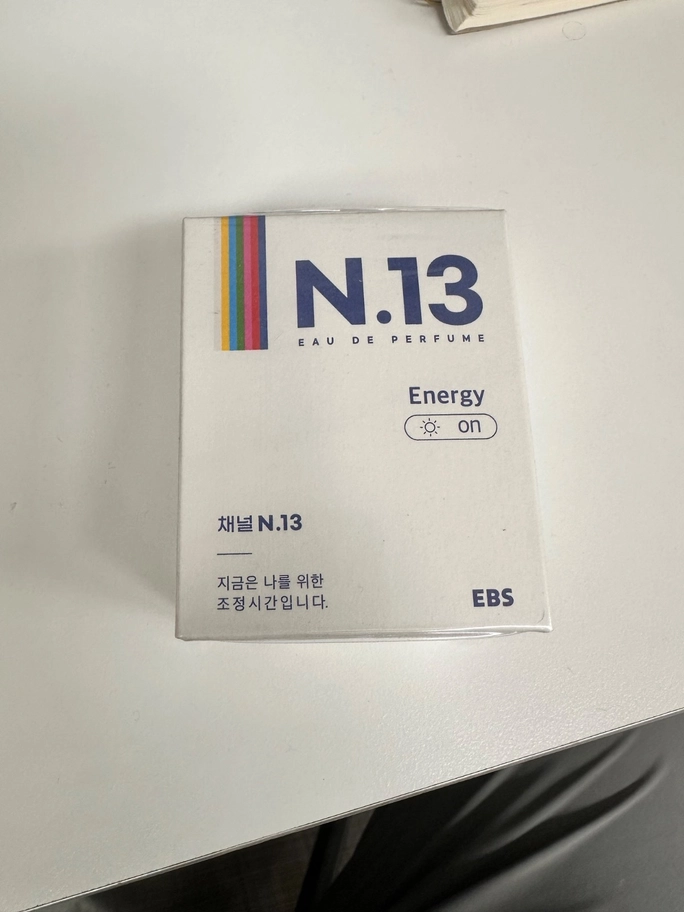 N.13
EAU DE PERFUME
Energy
on
채널 N.13
지금은 나를 위한
조정시간입니다.
EBS